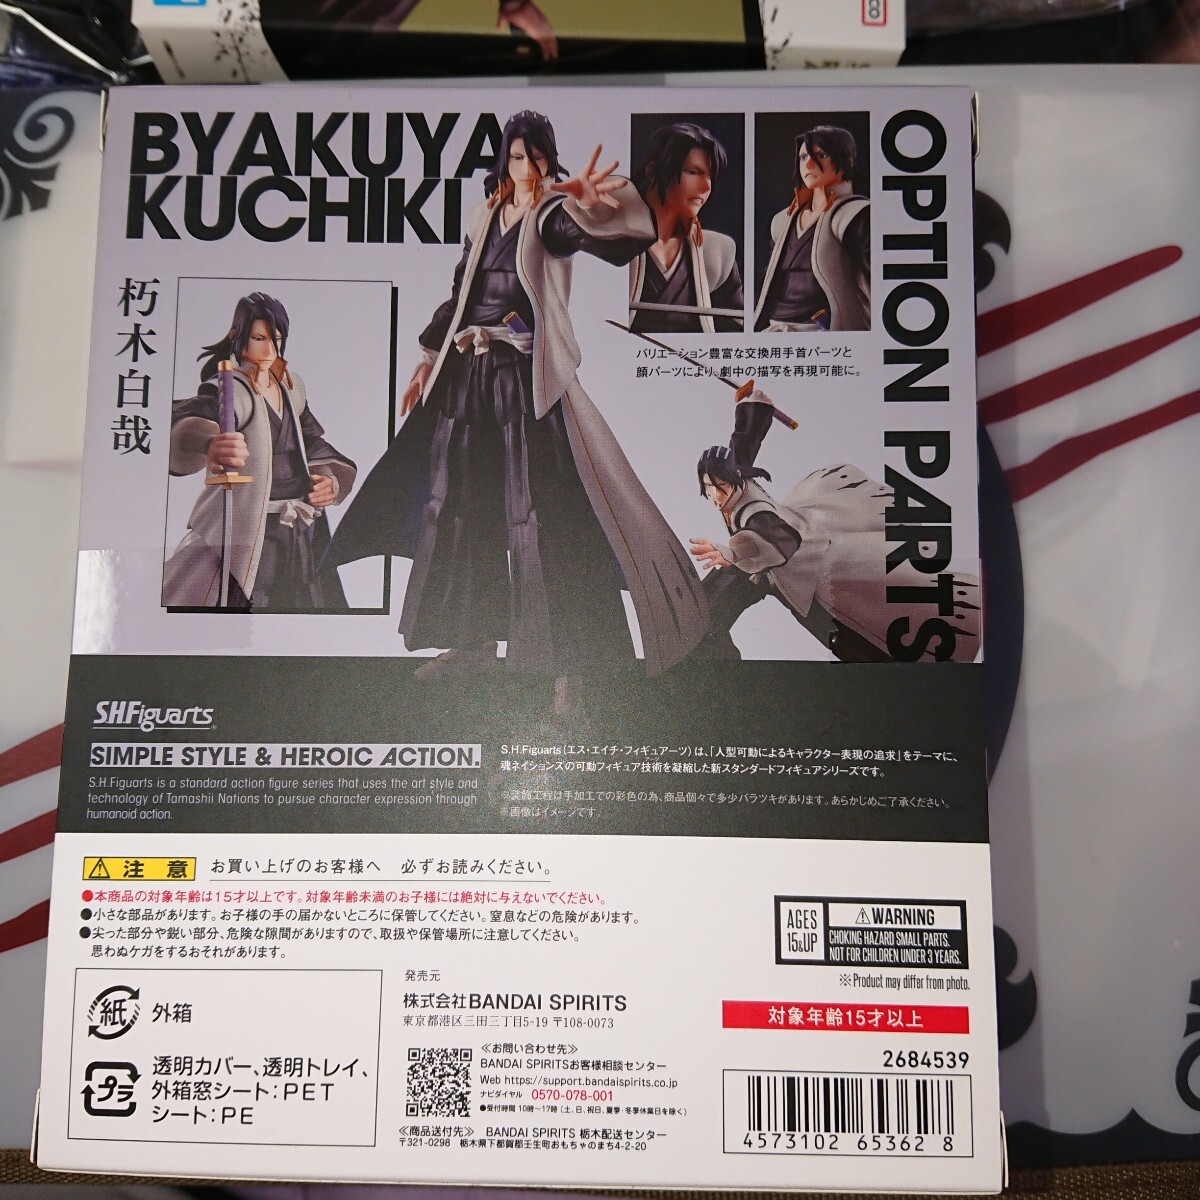 BYAKUYA
KUCHIKI
朽木白哉
OPTION PARTS
バリエーション豊富な交換用手首パーツと
顔パーツにより、劇中の描写を再現可能に。
S.H.Figuarts
SIMPLE STYLE & HEROIC ACTION.
S.H.Figuarts is a standard action figure series that uses the art style and
technology of Tamashii Nations to pursue character expression through
humanoid action.
S.H.Figuarts（エス・エイチ・フィギュアーツ）は、「人型可動によるキャラクター表現の追求」をテーマに、
魂ネイションズの可動フィギュア技術を凝縮した新スタンダードフィギュアシリーズです。
※装飾工程は手加工での彩色の為、商品個々で多少バラツキがあります。あらかじめご了承ください。
※画像はイメージです。
注意 お買い上げのお客様へ 必ずお読みください。
●本商品の対象年齢は15才以上です。対象年齢未満のお子様には絶対に与えないでください。
●小さな部品があります。お子様の手の届かないところに保管してください。窒息などの危険があります。
●尖った部分や鋭い部分、危険な隙間がありますので、取扱や保管場所に注意してください。
思わぬケガをするおそれがあります。
AGES
15&UP
WARNING
CHOKING HAZARD SMALL PARTS.
NOT FOR CHILDREN UNDER 3 YEARS.
※Product may differ from photo.
対象年齢15才以上
紙 外箱
プラ 透明カバー、透明トレイ、
外箱窓シート：PET
シート：PE
発売元
株式会社BANDAI SPIRITS
東京都港区三田三丁目5-19 〒108-0073
≪お問い合わせ先≫
BANDAI SPIRITSお客様相談センター
Web https://support.bandaispirits.co.jp
ナビダイヤル 0570-078-001
●受付時間 10時〜17時（土、日、祝日、夏季・冬季休業日を除く）
≪商品送付先≫ BANDAI SPIRITS 栃木配送センター
〒321-0298 栃木県下都賀郡壬生町おもちゃのまち4-2-20
2684539
4573102 65362 8